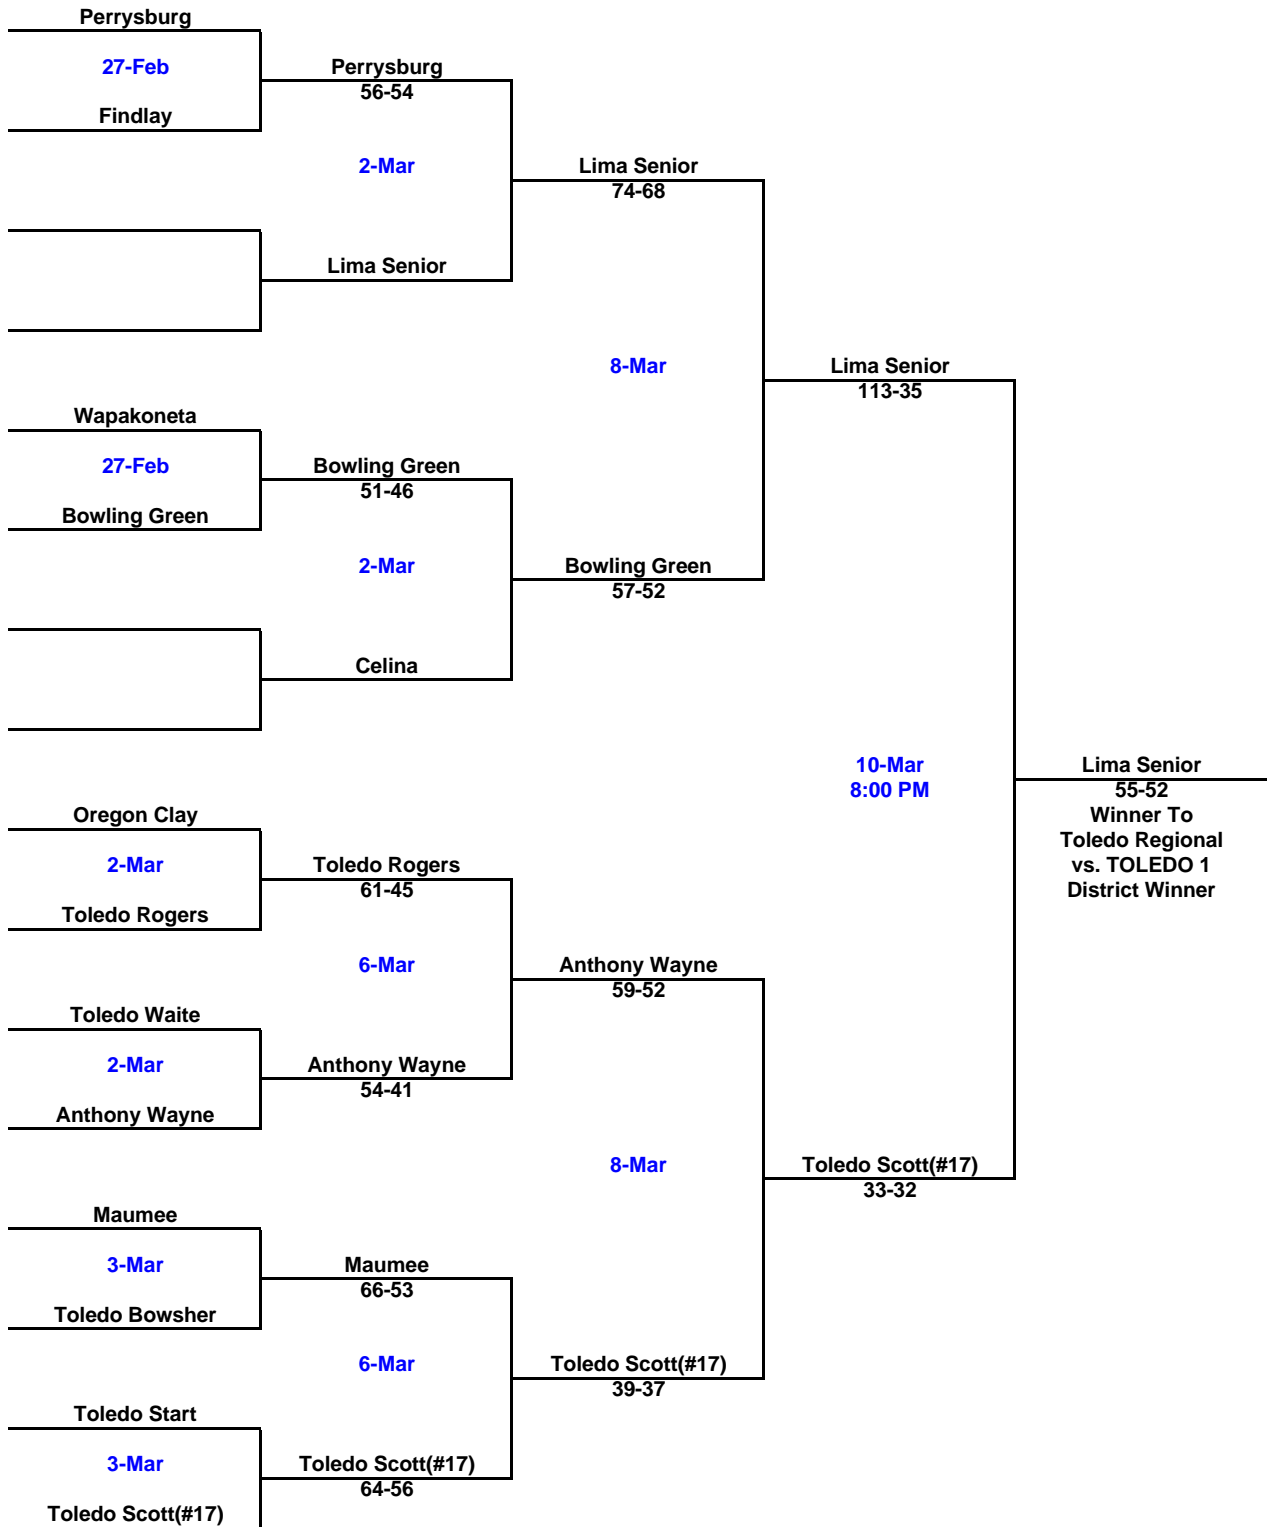 Perrysburg
27-Feb
Perrysburg
56-54
Findlay
2-Mar
Lima Senior
74-68
Lima Senior
8-Mar
Lima Senior
113-35
Wapakoneta
27-Feb
Bowling Green
51-46
Bowling Green
2-Mar
Bowling Green
57-52
Celina
10-Mar
8:00 PM
Lima Senior
55-52
Winner To
Toledo Regional
vs. TOLEDO 1
District Winner
Oregon Clay
2-Mar
Toledo Rogers
61-45
Toledo Rogers
6-Mar
Anthony Wayne
59-52
Toledo Waite
2-Mar
Anthony Wayne
54-41
Anthony Wayne
8-Mar
Toledo Scott(#17)
33-32
Maumee
3-Mar
Maumee
66-53
Toledo Bowsher
6-Mar
Toledo Scott(#17)
39-37
Toledo Start
3-Mar
Toledo Scott(#17)
64-56
Toledo Scott(#17)